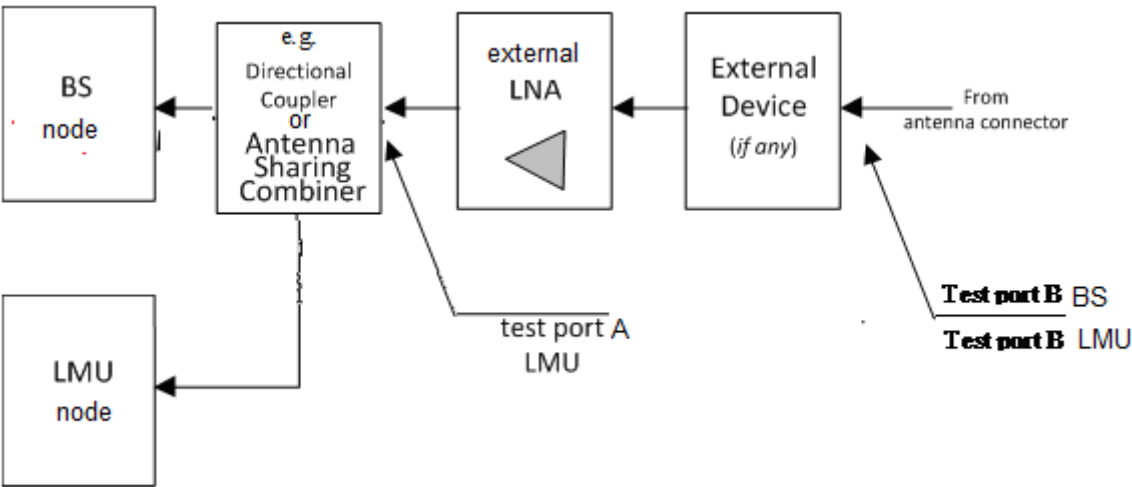 BS
node
e.g.
Directional
Coupler
or
Antenna
Sharing
Combiner
external
LNA
External
Device
(if any)
From
antenna connector
test port A
LMU
Test port B BS
Test port B LMU
LMU
node